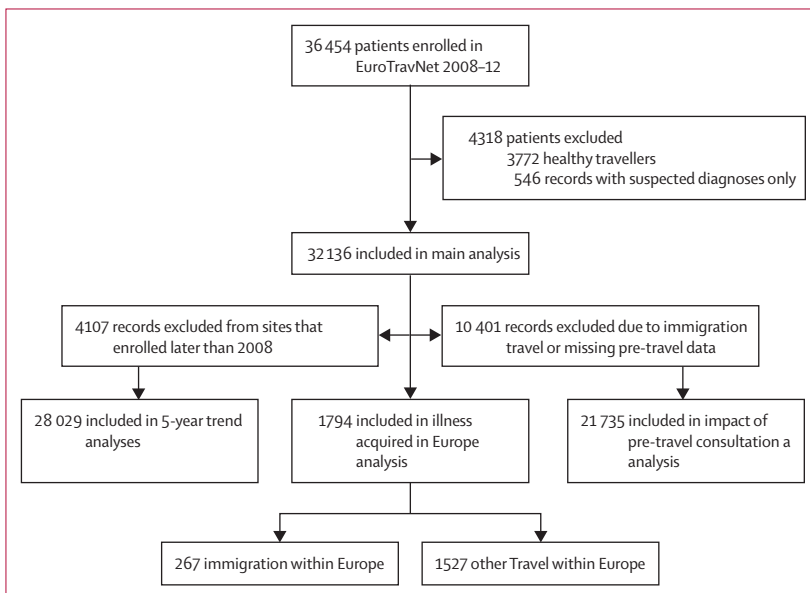 36 454 patients enrolled in
EuroTravNet 2008–12
4318 patients excluded
3772 healthy travellers
546 records with suspected diagnoses only
32 136 included in main analysis
4107 records excluded from sites that
enrolled later than 2008
10 401 records excluded due to immigration
travel or missing pre-travel data
28 029 included in 5-year trend
analyses
1794 included in illness
acquired in Europe
analysis
21 735 included in impact of
pre-travel consultation a
analysis
267 immigration within Europe
1527 other Travel within Europe